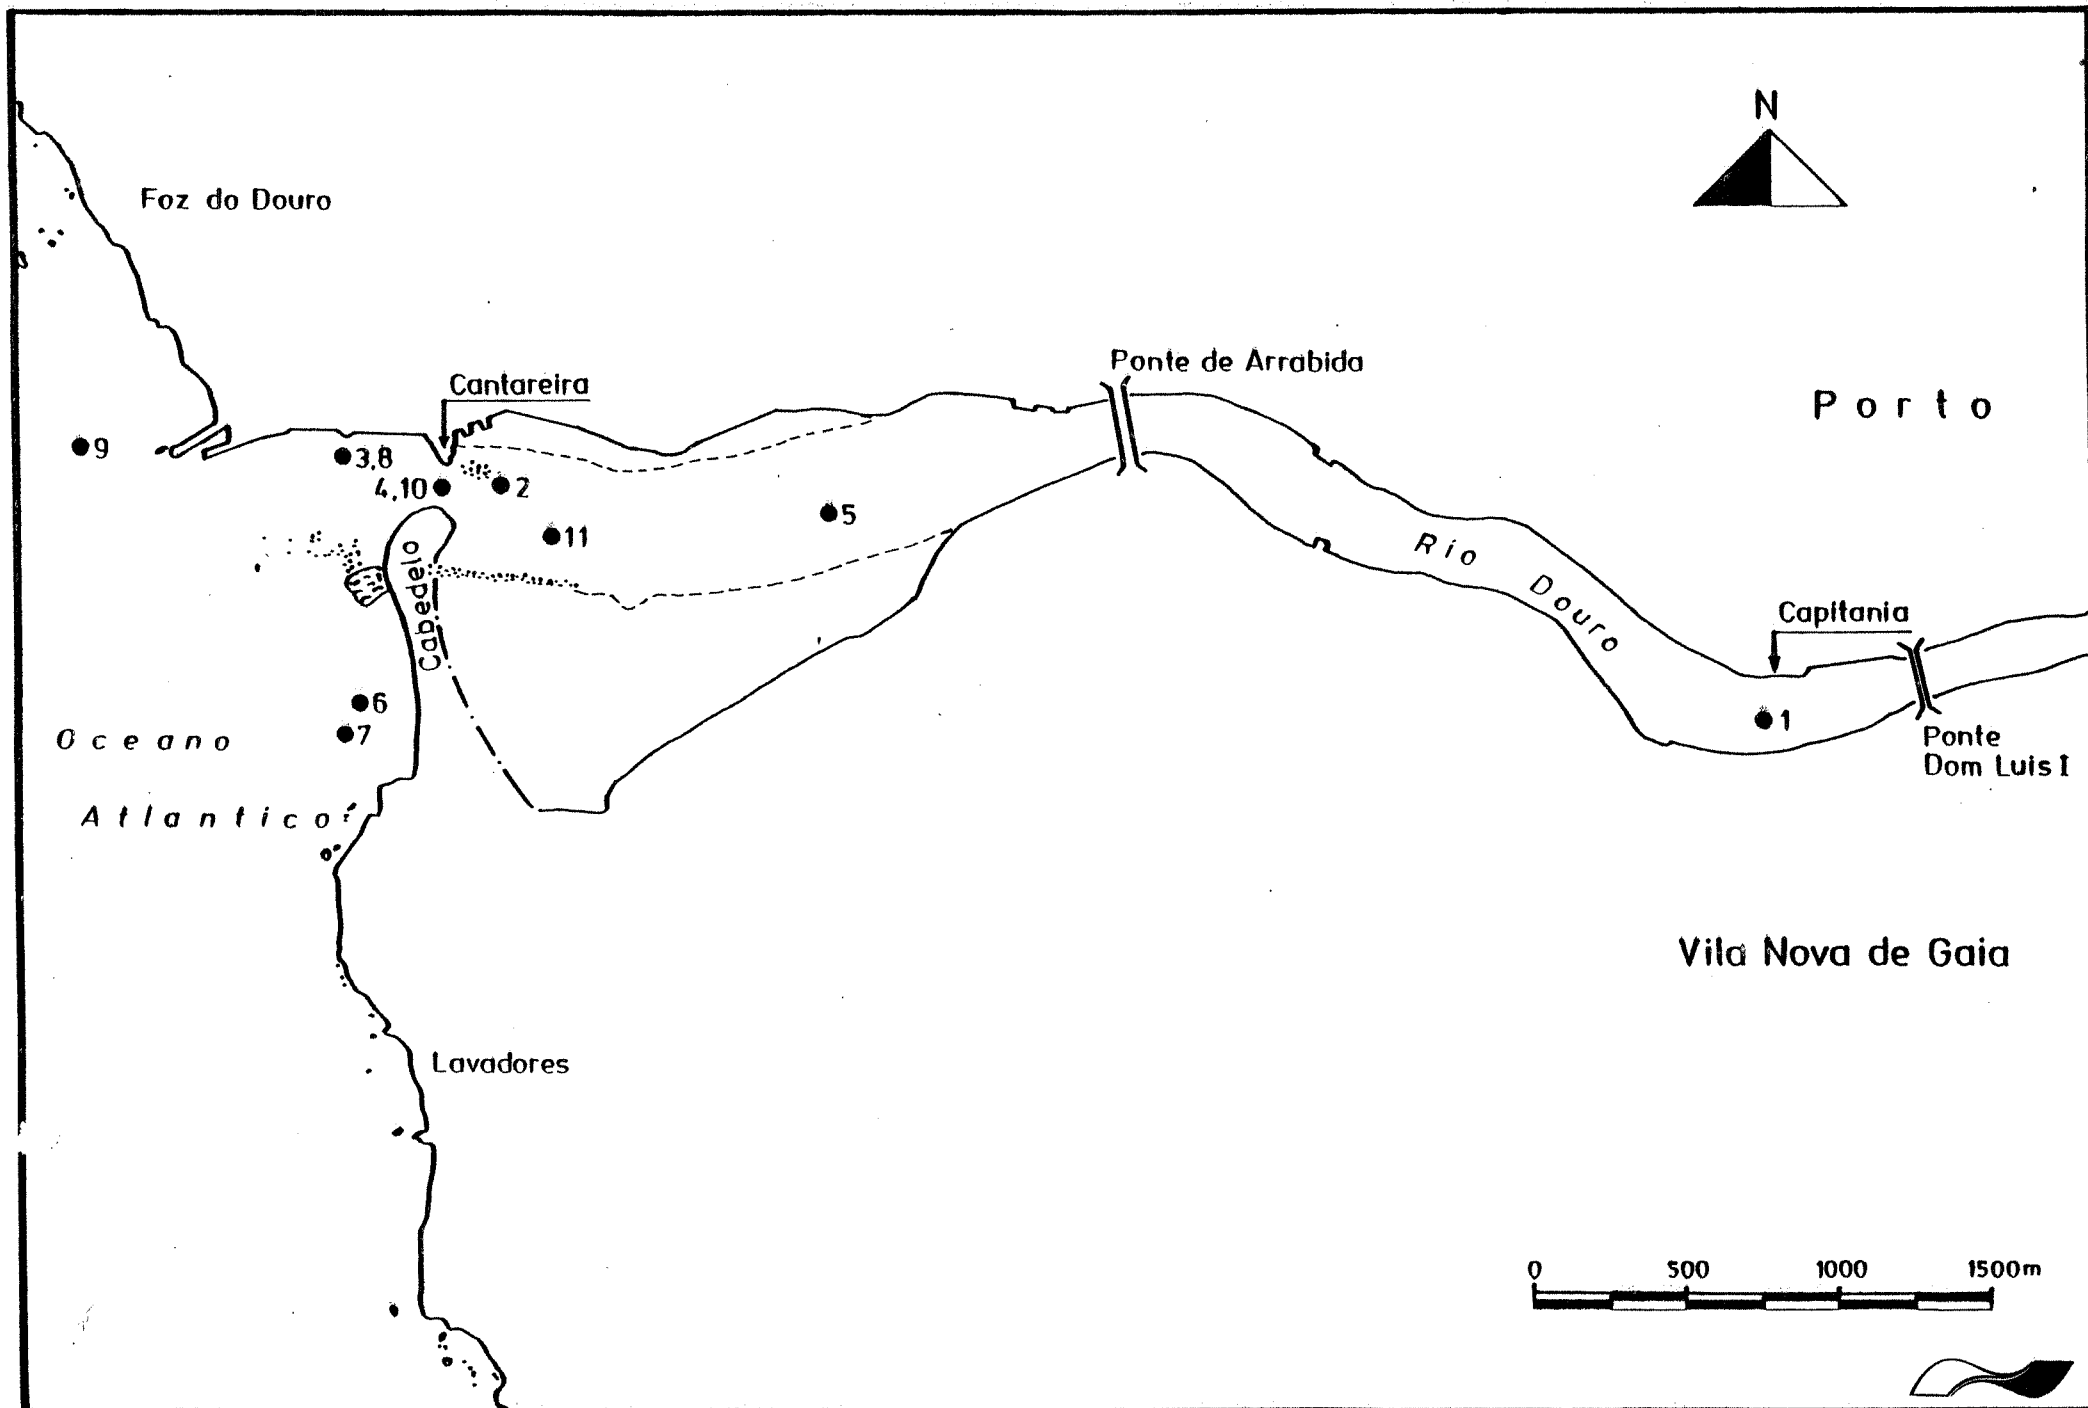 N
Foz do Douro
Ponte de Arrabida
Cantareira
Porto
9
3,8
4,10
2
5
11
Rio Douro
Cabedelo
Capitania
6
7
1
Oceano
Atlantico
Ponte
Dom Luis I
Vila Nova de Gaia
Lavadores
0 500 1000 1500m